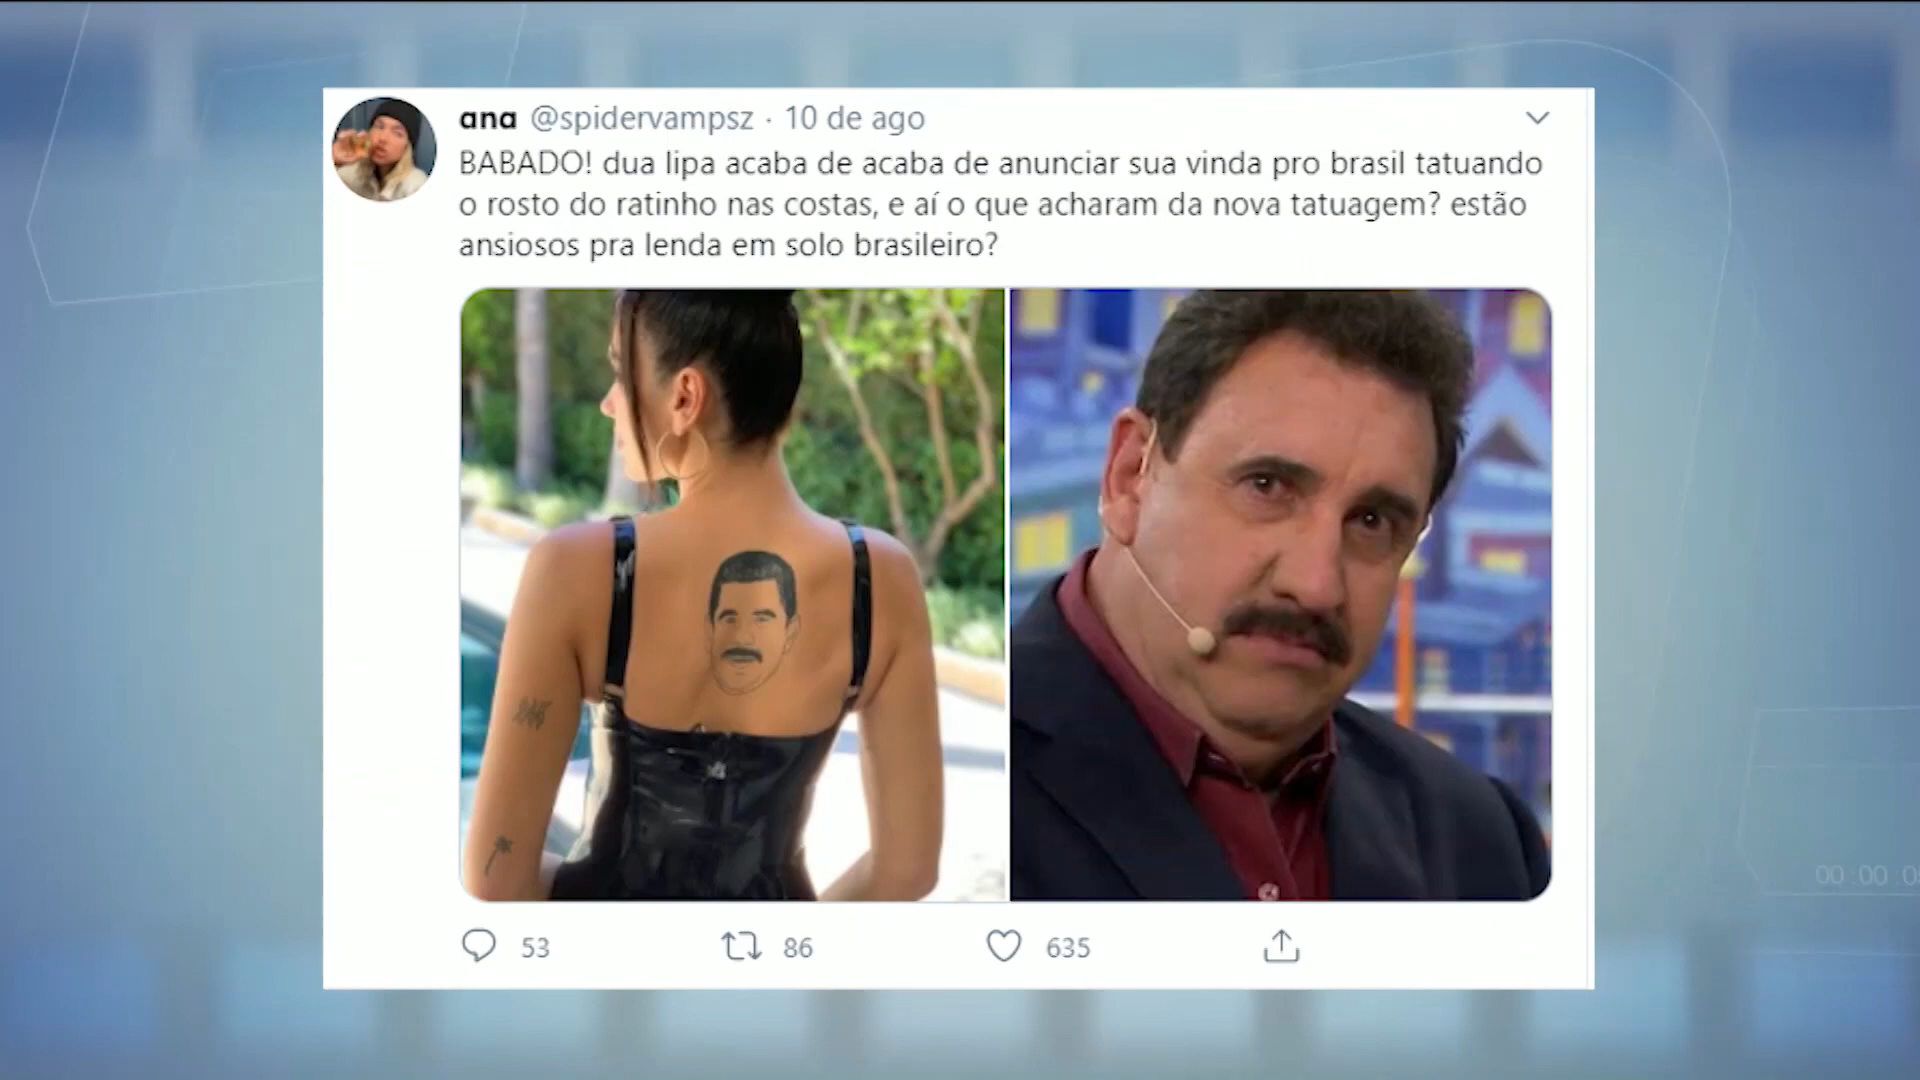 ana @spidervampsz · 10 de ago
BABADO! dua lipa acaba de acaba de anunciar sua vinda pro brasil tatuando
o rosto do ratinho nas costas, e aí o que acharam da nova tatuagem? estão
ansiosos pra lenda em solo brasileiro?
53 86 635